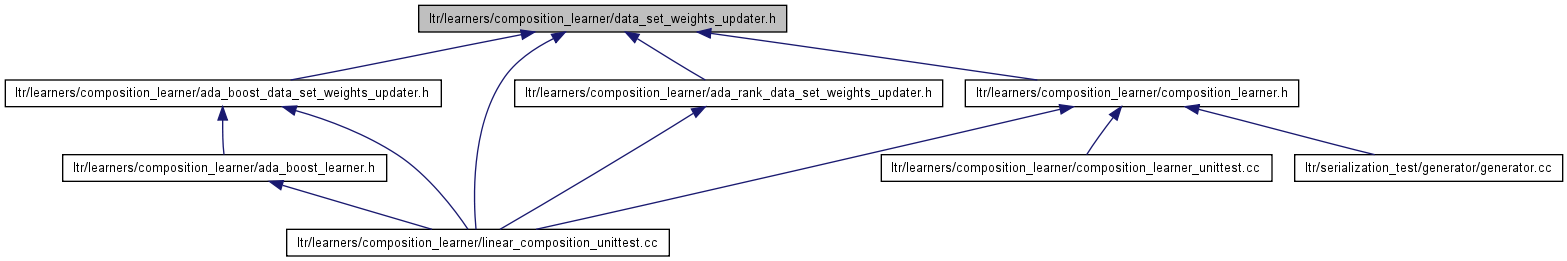 ltr/learners/composition_learner/data_set_weights_updater.h
ltr/learners/composition_learner/ada_boost_data_set_weights_updater.h
ltr/learners/composition_learner/ada_rank_data_set_weights_updater.h
ltr/learners/composition_learner/composition_learner.h
ltr/learners/composition_learner/ada_boost_learner.h
ltr/learners/composition_learner/composition_learner_unittest.cc
ltr/serialization_test/generator/generator.cc
ltr/learners/composition_learner/linear_composition_unittest.cc